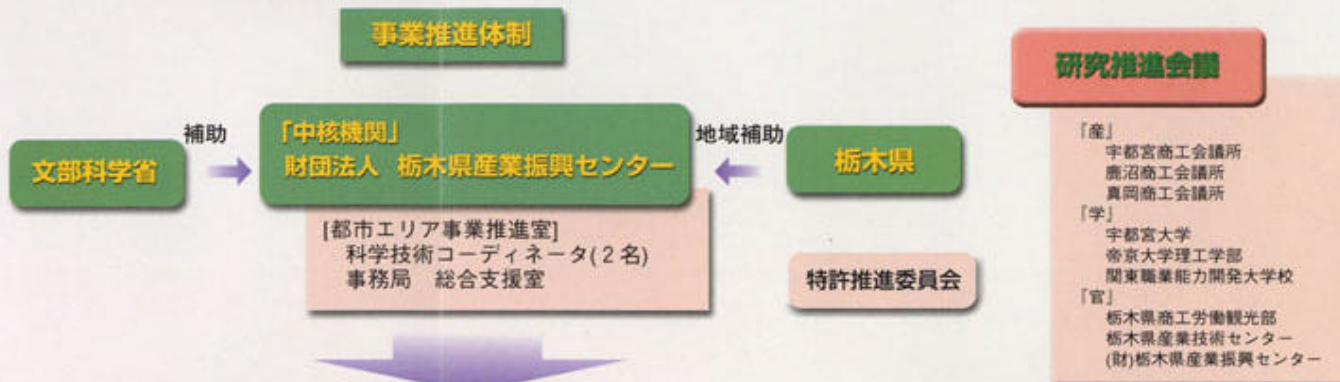 事業推進体制
文部科学省
補助
「中核機関」
財団法人 栃木県産業振興センター
地域補助
栃木県
[都市エリア事業推進室]
科学技術コーディネータ(２名)
事務局 総合支援室
特許推進委員会
研究推進会議
『産』
宇都宮商工会議所
鹿沼商工会議所
真岡商工会議所
『学』
宇都宮大学
帝京大学理工学部
関東職業能力開発大学校
『官』
栃木県商工労働観光部
栃木県産業技術センター
(財)栃木県産業振興センター